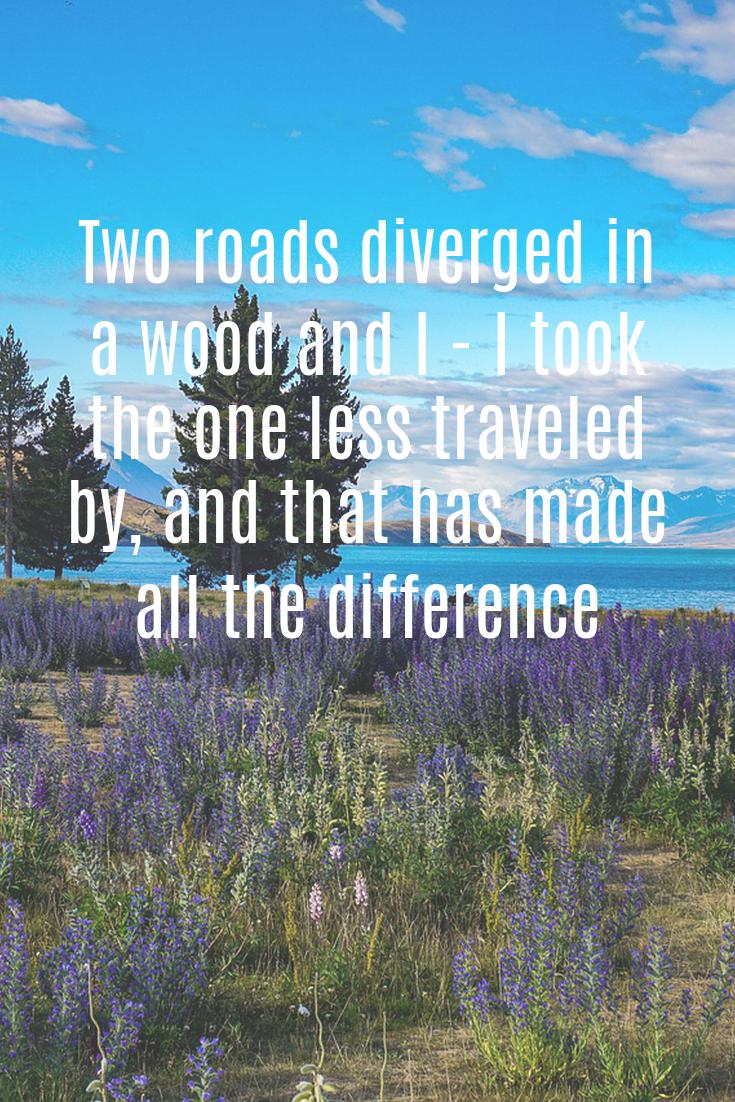 Two roads diverged in
a wood and I - I took
the one less traveled
by, and that has made
all the difference